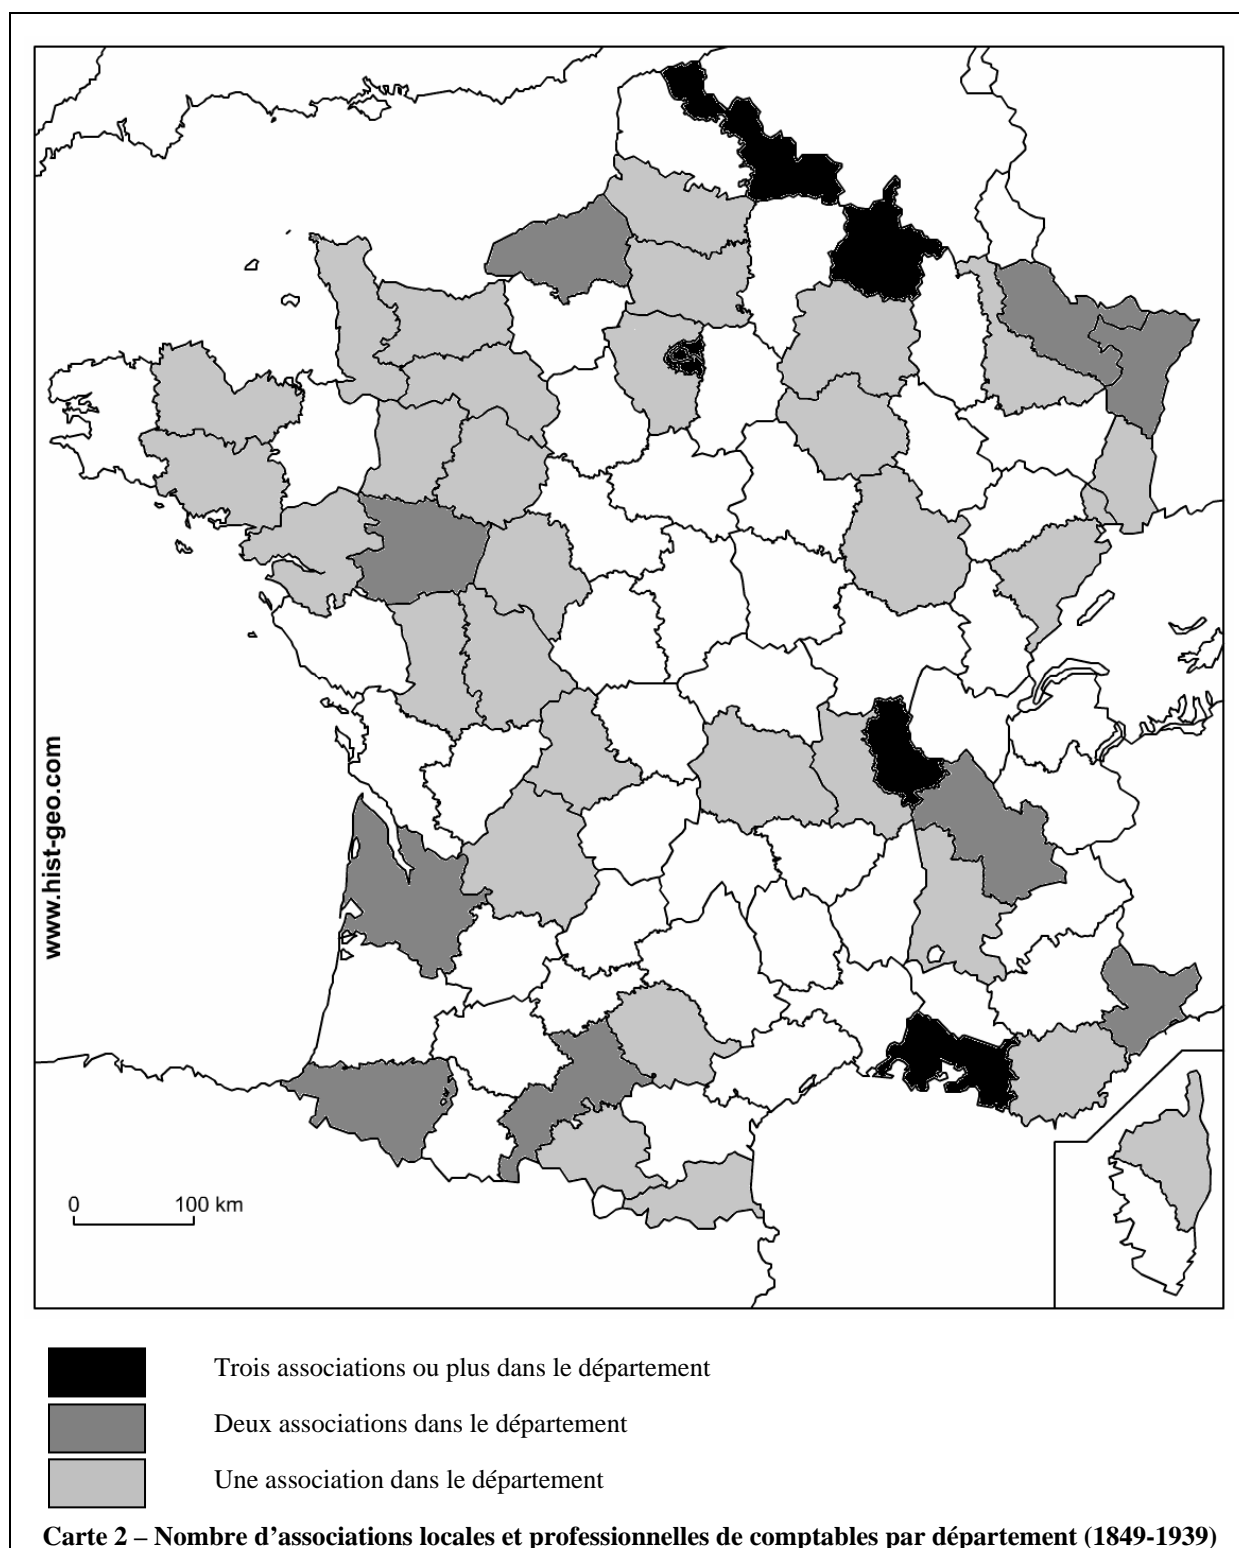 www.hist-geo.com
0 100 km
Trois associations ou plus dans le département
Deux associations dans le département
Une association dans le département
Carte 2 – Nombre d’associations locales et professionnelles de comptables par département (1849-1939)